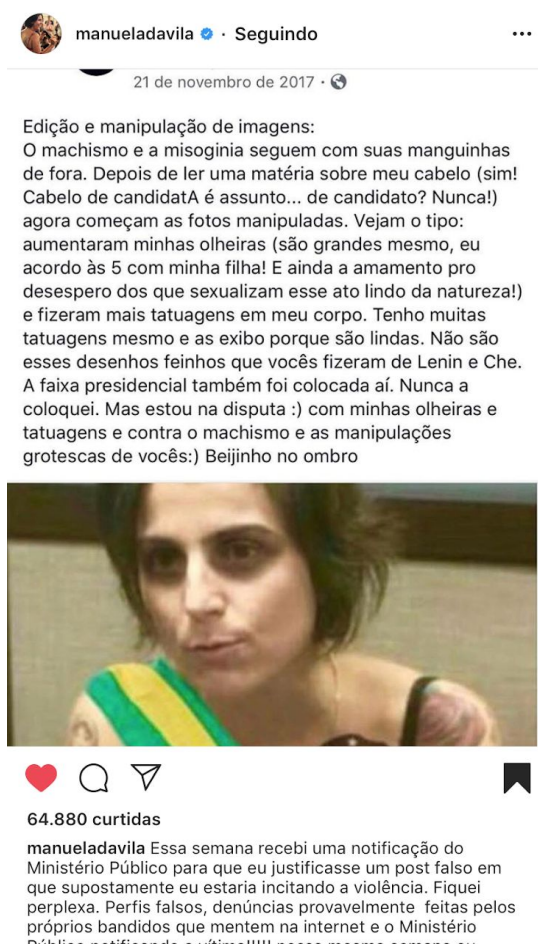 manueladavila · Seguindo
21 de novembro de 2017 ·
Edição e manipulação de imagens:
O machismo e a misoginia seguem com suas manguinhas
de fora. Depois de ler uma matéria sobre meu cabelo (sim!
Cabelo de candidatA é assunto... de candidato? Nunca!)
agora começam as fotos manipuladas. Vejam o tipo:
aumentaram minhas olheiras (são grandes mesmo, eu
acordo às 5 com minha filha! E ainda a amamento pro
desespero dos que sexualizam esse ato lindo da natureza!)
e fizeram mais tatuagens em meu corpo. Tenho muitas
tatuagens mesmo e as exibo porque são lindas. Não são
esses desenhos feinhos que vocês fizeram de Lenin e Che.
A faixa presidencial também foi colocada aí. Nunca a
coloquei. Mas estou na disputa :) com minhas olheiras e
tatuagens e contra o machismo e as manipulações
grotescas de vocês:) Beijinho no ombro
64.880 curtidas
manueladavila Essa semana recebi uma notificação do
Ministério Público para que eu justificasse um post falso em
que supostamente eu estaria incitando a violência. Fiquei
perplexa. Perfis falsos, denúncias provavelmente feitas pelos
próprios bandidos que mentem na internet e o Ministério